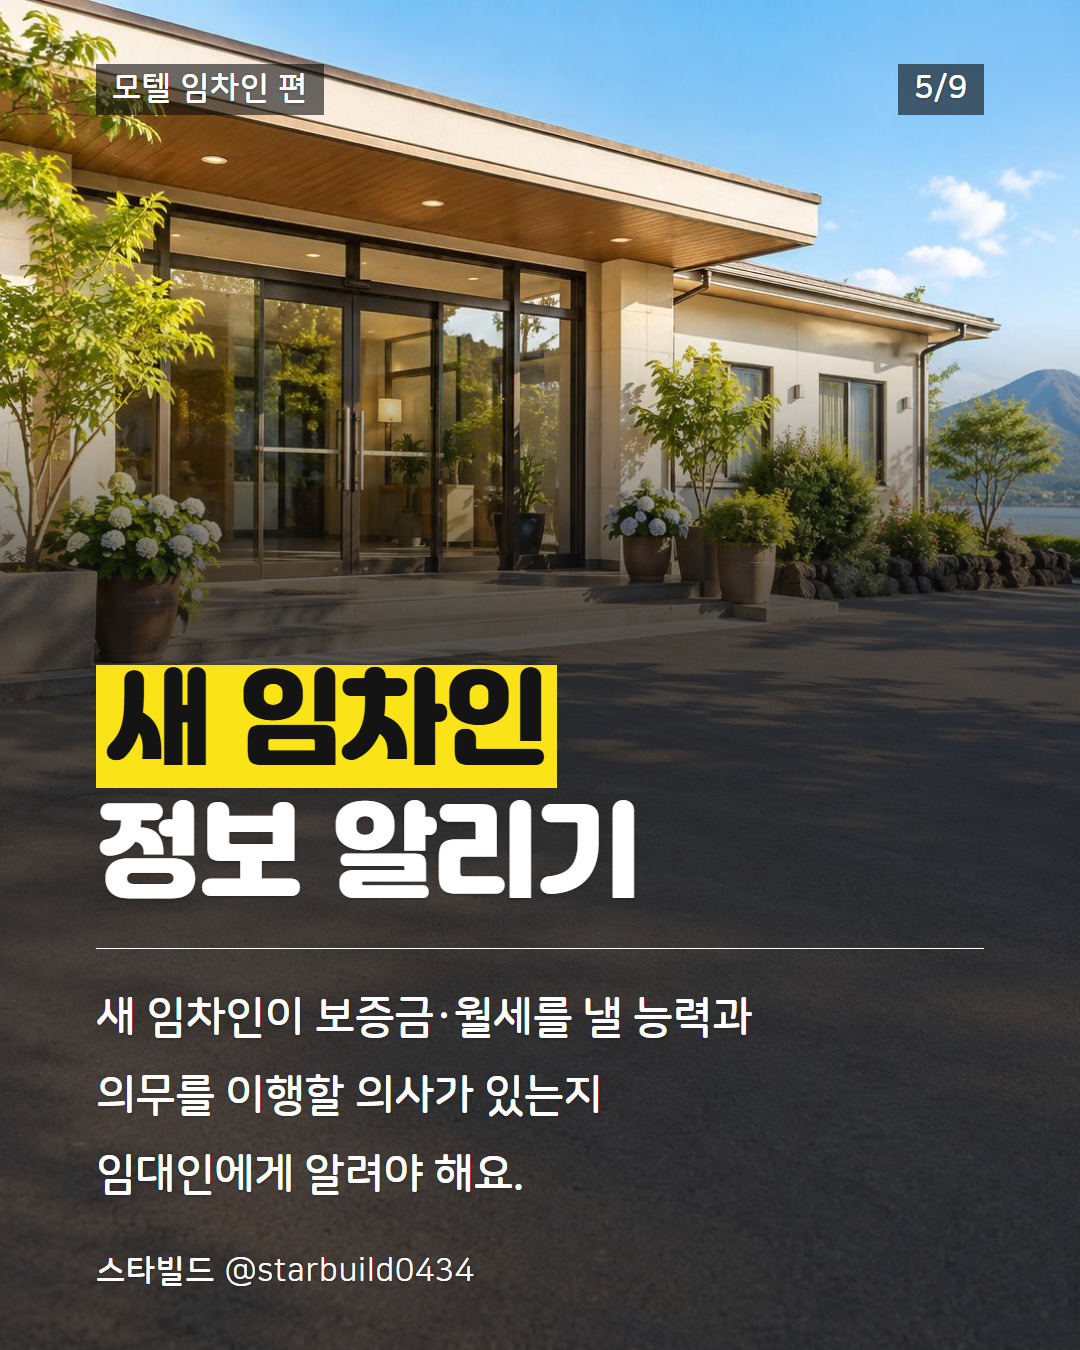 모텔 임차인 편
5/9
새 임차인
정보 알리기
새 임차인이 보증금·월세를 낼 능력과
의무를 이행할 의사가 있는지
임대인에게 알려야 해요.
스타빌드 @starbuild0434